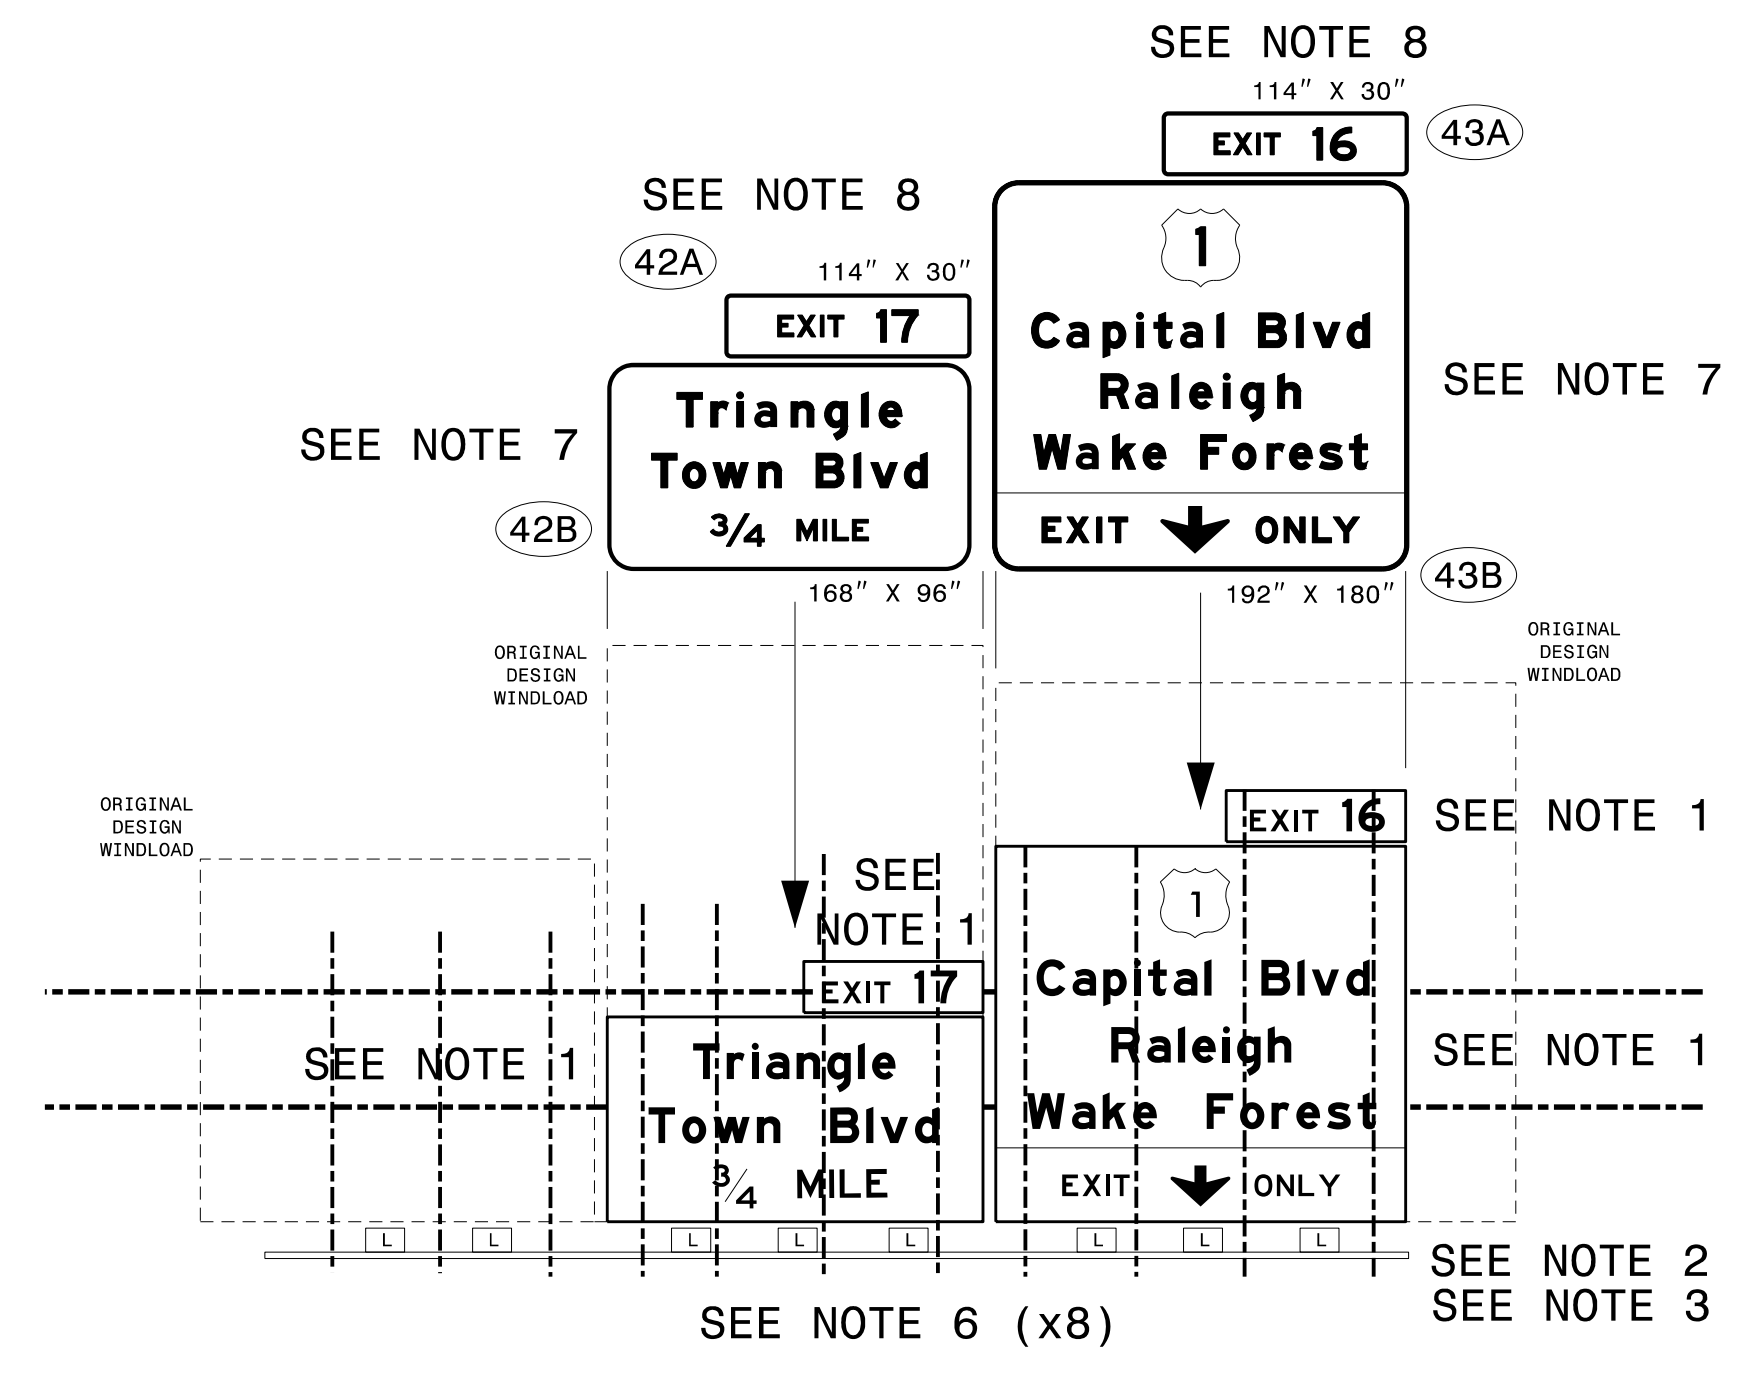 SEE NOTE 8
114" X 30"
43A
EXIT 16
SEE NOTE 8
42A
114" X 30"
EXIT 17
1
Capital Blvd
Raleigh
Wake Forest
EXIT ONLY
SEE NOTE 7
SEE NOTE 7
Triangle
Town Blvd
3/4 MILE
42B
168" X 96"
192" X 180"
43B
ORIGINAL
DESIGN
WINDLOAD
ORIGINAL
DESIGN
WINDLOAD
ORIGINAL
DESIGN
WINDLOAD
EXIT 16
SEE NOTE 1
SEE
NOTE 1
EXIT 17
1
Capital Blvd
Raleigh
Wake Forest
EXIT ONLY
SEE NOTE 1
SEE NOTE 1
Triangle
Town Blvd
3/4 MILE
L L L L L L L L
SEE NOTE 2
SEE NOTE 3
SEE NOTE 6 (x8)